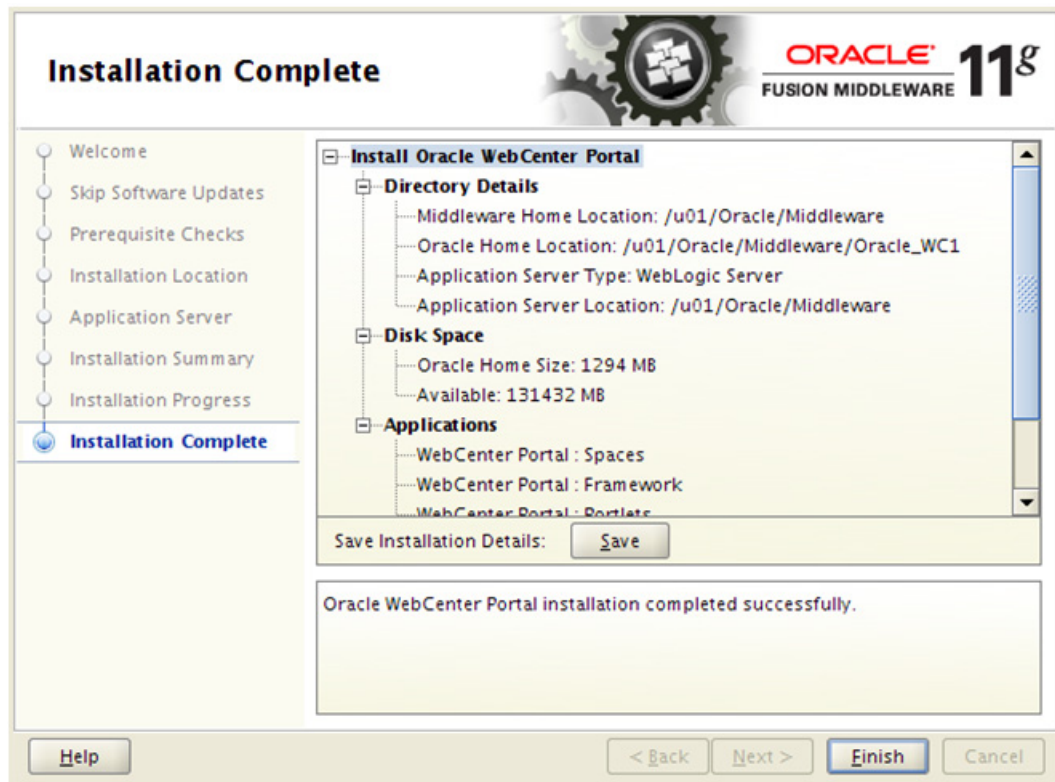 Installation Complete
ORACLE 11g
FUSION MIDDLEWARE
Welcome
Skip Software Updates
Prerequisite Checks
Installation Location
Application Server
Installation Summary
Installation Progress
Installation Complete
Install Oracle WebCenter Portal
Directory Details
Middleware Home Location: /u01/Oracle/Middleware
Oracle Home Location: /u01/Oracle/Middleware/Oracle_WC1
Application Server Type: WebLogic Server
Application Server Location: /u01/Oracle/Middleware
Disk Space
Oracle Home Size: 1294 MB
Available: 131432 MB
Applications
WebCenter Portal : Spaces
WebCenter Portal : Framework
WebCenter Portal : Portlets
Save Installation Details: Save
Oracle WebCenter Portal installation completed successfully.
Help < Back Next > Finish Cancel